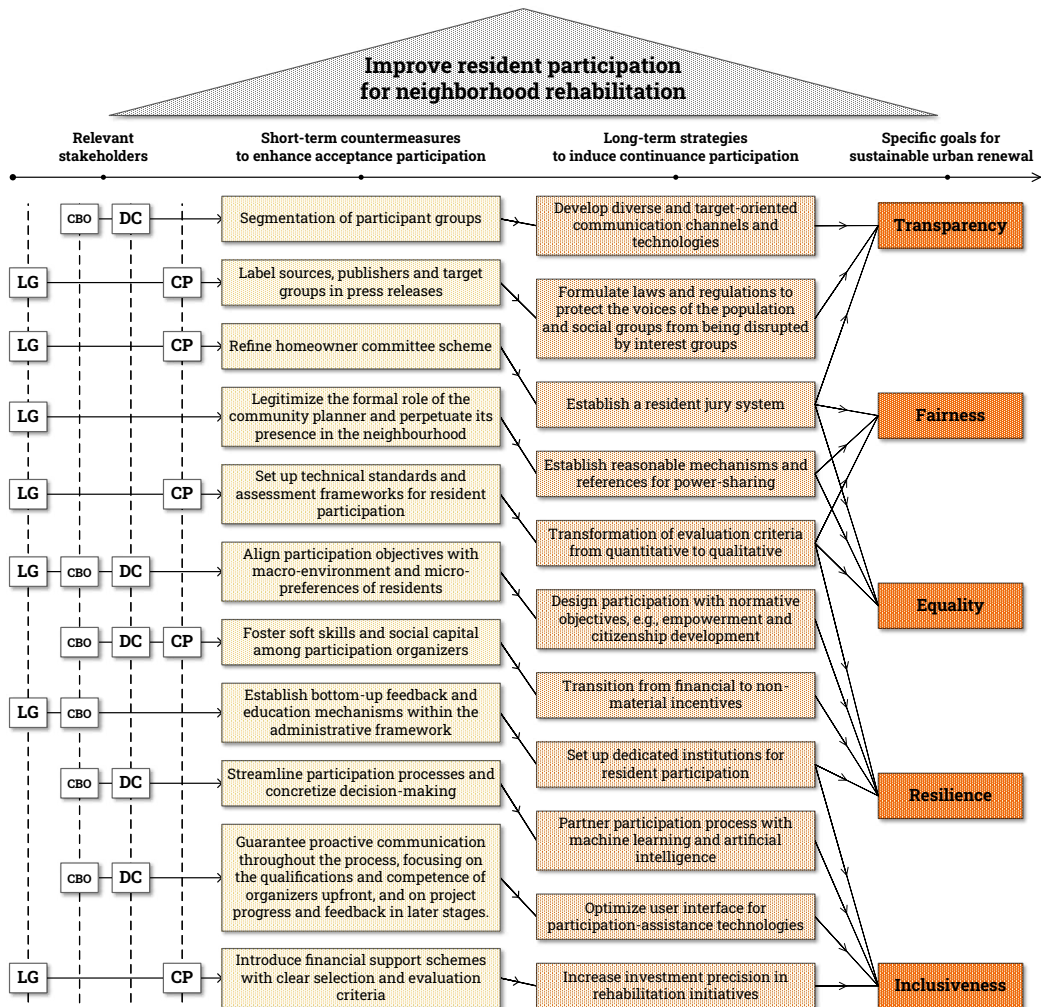 Improve resident participation
for neighborhood rehabilitation
Relevant
stakeholders
Short-term countermeasures
to enhance acceptance participation
Long-term strategies
to induce continuance participation
Specific goals for
sustainable urban renewal
CBO
DC
Segmentation of participant groups
LG
CP
Label sources, publishers and target
groups in press releases
LG
CP
Refine homeowner committee scheme
LG
Legitimize the formal role of the
community planner and perpetuate its
presence in the neighbourhood
LG
CP
Set up technical standards and
assessment frameworks for resident
participation
LG
CBO
DC
Align participation objectives with
macro-environment and micro-
preferences of residents
CBO
DC
CP
Foster soft skills and social capital
among participation organizers
LG
CBO
Establish bottom-up feedback and
education mechanisms within the
administrative framework
CBO
DC
Streamline participation processes and
concretize decision-making
CBO
DC
Guarantee proactive communication
throughout the process, focusing on
the qualifications and competence of
organizers upfront, and on project
progress and feedback in later stages.
LG
CP
Introduce financial support schemes
with clear selection and evaluation
criteria
Develop diverse and target-oriented
communication channels and
technologies
Formulate laws and regulations to
protect the voices of the population
and social groups from being disrupted
by interest groups
Establish a resident jury system
Establish reasonable mechanisms and
references for power-sharing
Transformation of evaluation criteria
from quantitative to qualitative
Design participation with normative
objectives, e.g., empowerment and
citizenship development
Transition from financial to non-
material incentives
Set up dedicated institutions for
resident participation
Partner participation process with
machine learning and artificial
intelligence
Optimize user interface for
participation-assistance technologies
Increase investment precision in
rehabilitation initiatives
Transparency
Fairness
Equality
Resilience
Inclusiveness